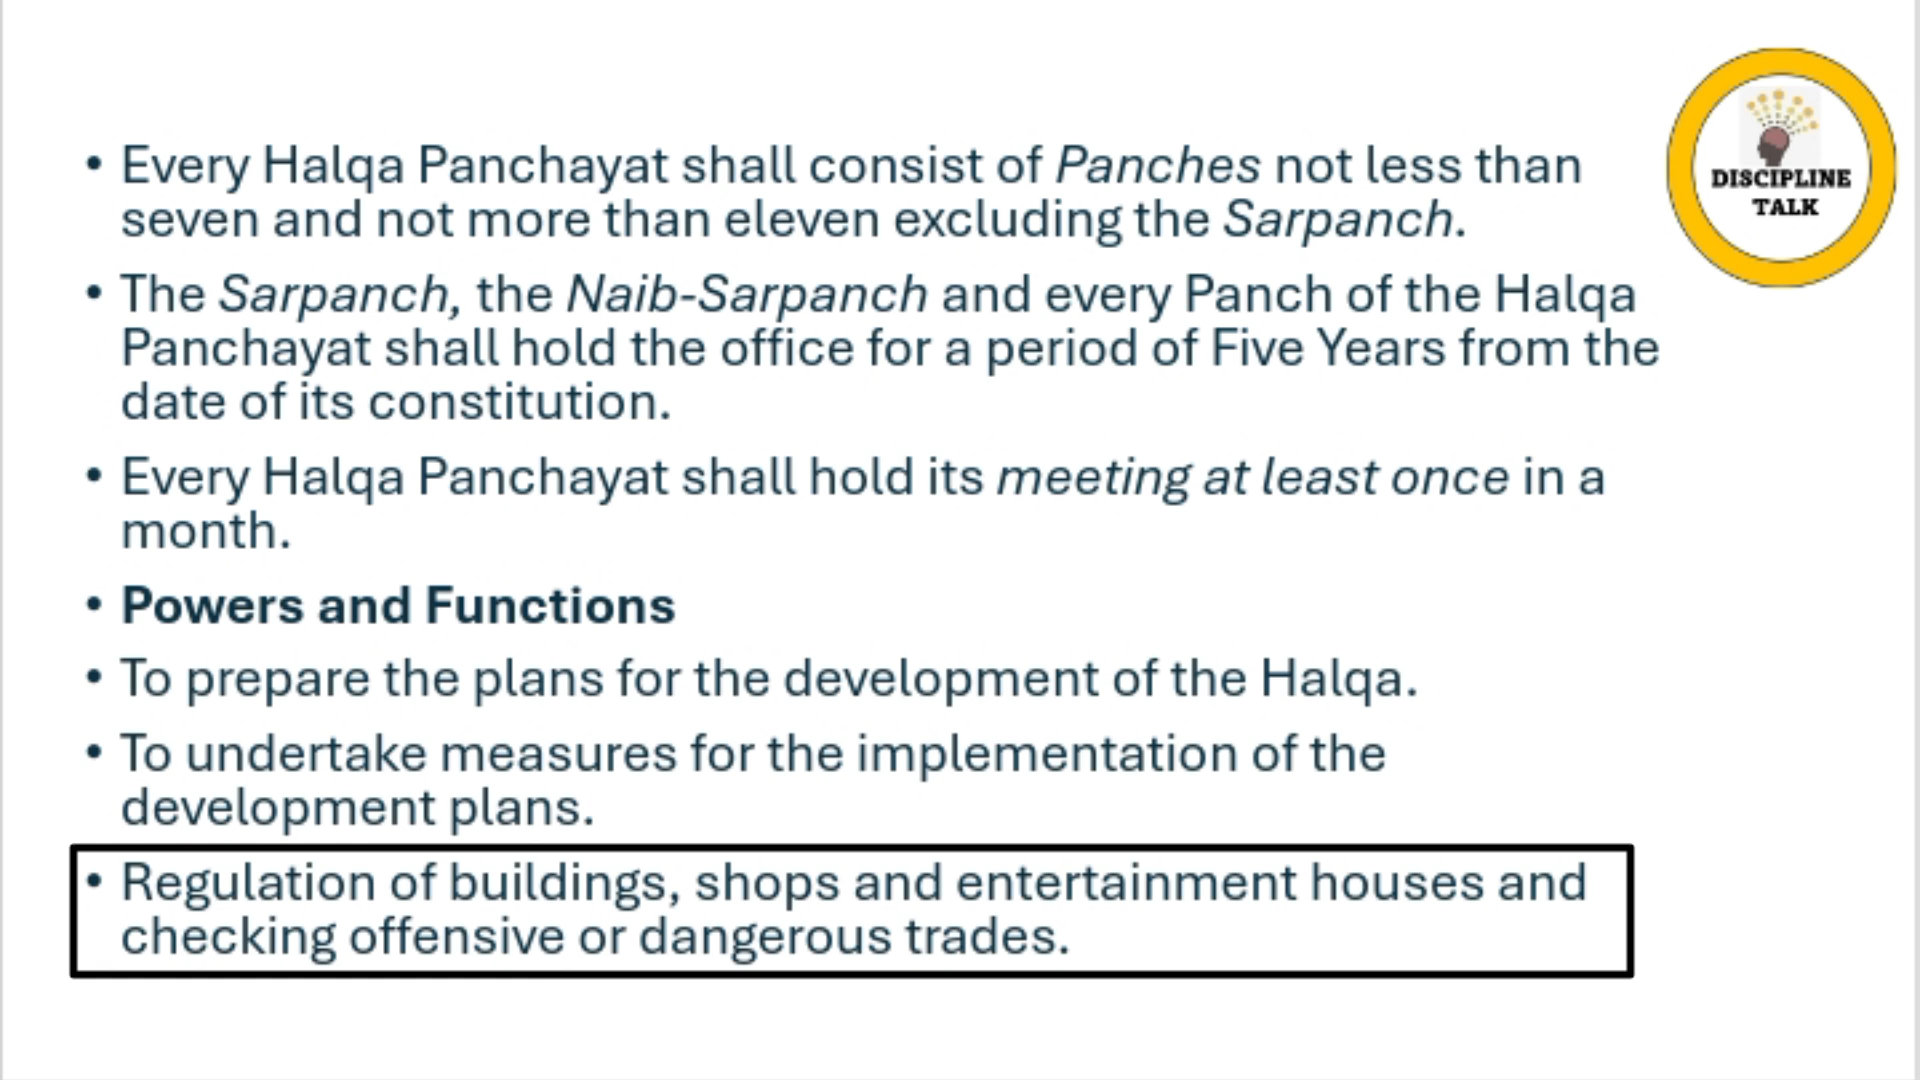 • Every Halqa Panchayat shall consist of Panches not less than
seven and not more than eleven excluding the Sarpanch.
• The Sarpanch, the Naib-Sarpanch and every Panch of the Halqa
Panchayat shall hold the office for a period of Five Years from the
date of its constitution.
• Every Halqa Panchayat shall hold its meeting at least once in a
month.
• Powers and Functions
• To prepare the plans for the development of the Halqa.
• To undertake measures for the implementation of the
development plans.
• Regulation of buildings, shops and entertainment houses and
checking offensive or dangerous trades.
DISCIPLINE
TALK